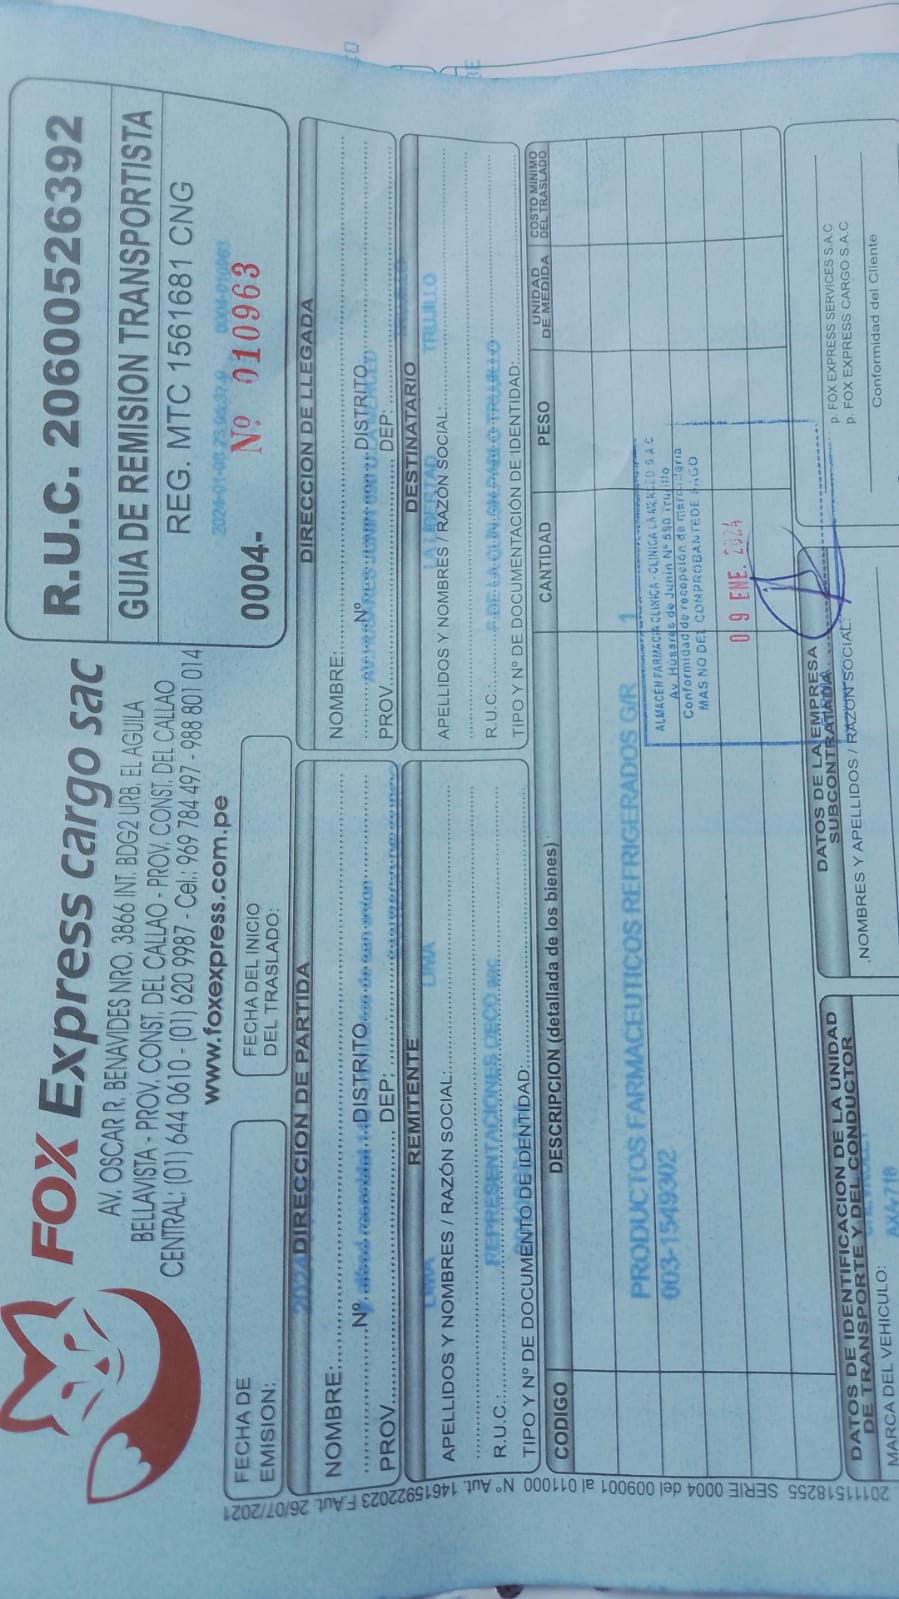 FOX Express cargo sac
AV. OSCAR R. BENAVIDES NRO. 3866 INT. BDG2 URB. EL AGUILA
BELLAVISTA - PROV. CONST. DEL CALLAO - PROV. CONST. DEL CALLAO
CENTRAL: (01) 644 0610 - (01) 620 9987 - Cel.: 969 784 497 - 988 801 014
www.foxexpress.com.pe
R.U.C. 20600526392
GUIA DE REMISION TRANSPORTISTA
REG. MTC 1561681 CNG
0004- Nº 010963
FECHA DE
EMISION:
FECHA DEL INICIO
DEL TRASLADO:
DIRECCION DE PARTIDA
NOMBRE:
Nº DISTRITO
PROV. DEP.
DIRECCION DE LLEGADA
NOMBRE:
Nº DISTRITO
PROV. DEP.
REMITENTE
LIMA LIMA
APELLIDOS Y NOMBRES / RAZÓN SOCIAL:
REPRESENTACIONES DECO sac
R.U.C.:
TIPO Y Nº DE DOCUMENTO DE IDENTIDAD:
DESTINATARIO
LA LIBERTAD TRUJILLO
APELLIDOS Y NOMBRES / RAZÓN SOCIAL:
R.U.C.:
TIPO Y Nº DE DOCUMENTACIÓN DE IDENTIDAD:
CODIGO DESCRIPCION (detallada de los bienes) CANTIDAD PESO UNIDAD DE MEDIDA COSTO MINIMO DEL TRASLADO
PRODUCTOS FARMACEUTICOS REFRIGERADOS G/R 1
003-1549302
ALMACEN FARMACIA CLINICA - CLINICA LA MERCED S A C
Av Húsares de Junín Nº 590 Trujillo
Conformidad de recepción de mercadería
MAS NO DEL COMPROBANTE DE PAGO
09 ENE. 2024
DATOS DE IDENTIFICACION DE LA UNIDAD
DE TRANSPORTE Y DEL CONDUCTOR
MARCA DEL VEHICULO:
DATOS DE LA EMPRESA
SUBCONTRATADA
NOMBRES Y APELLIDOS / RAZÓN SOCIAL:
p. FOX EXPRESS SERVICES S.A.C
p. FOX EXPRESS CARGO S.A.C
Conformidad del Cliente
20111518255 SERIE 0004 del 009001 al 011000 Nº Aut. 1461592023 F.Aut. 26/07/2021